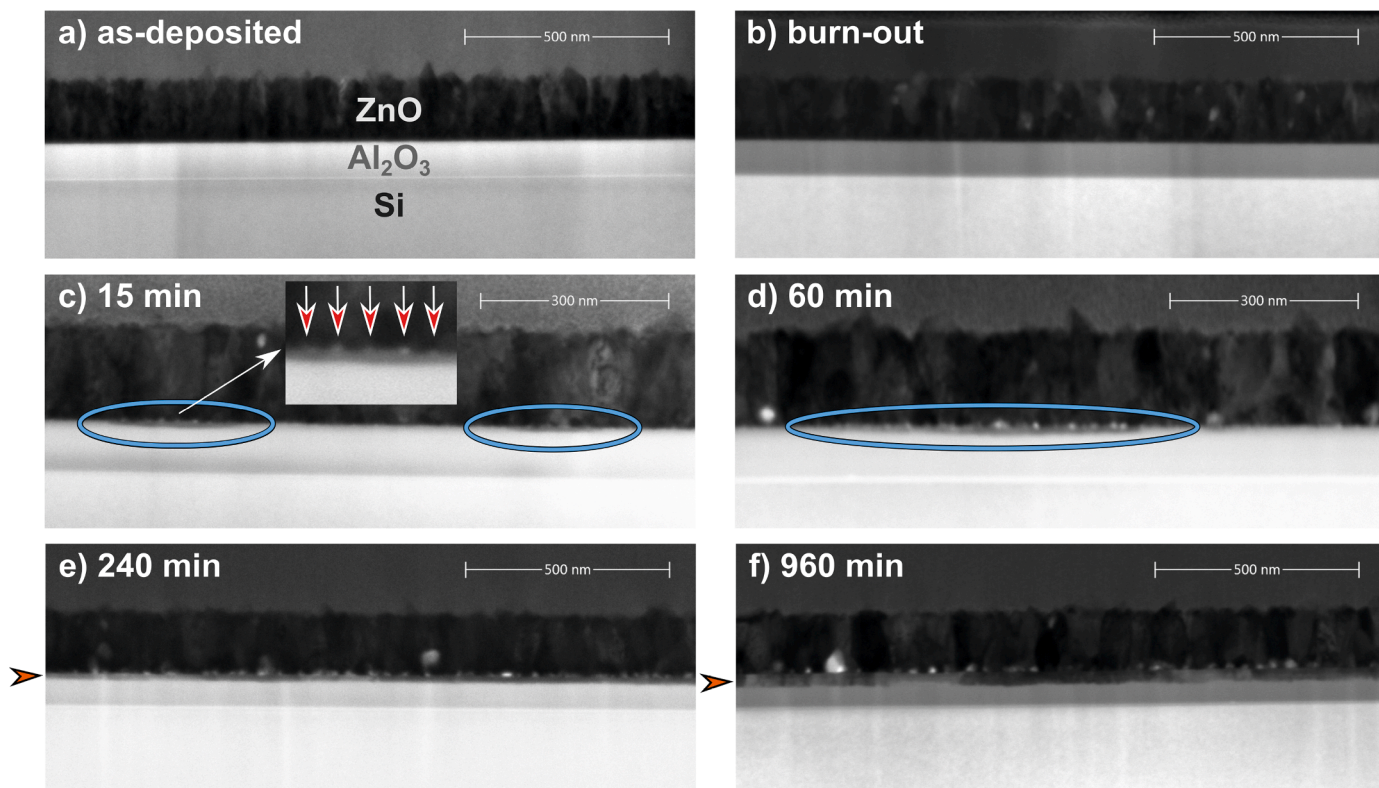 a) as-deposited
500 nm
ZnO
Al₂O₃
Si
b) burn-out
500 nm
c) 15 min
300 nm
d) 60 min
300 nm
e) 240 min
500 nm
f) 960 min
500 nm